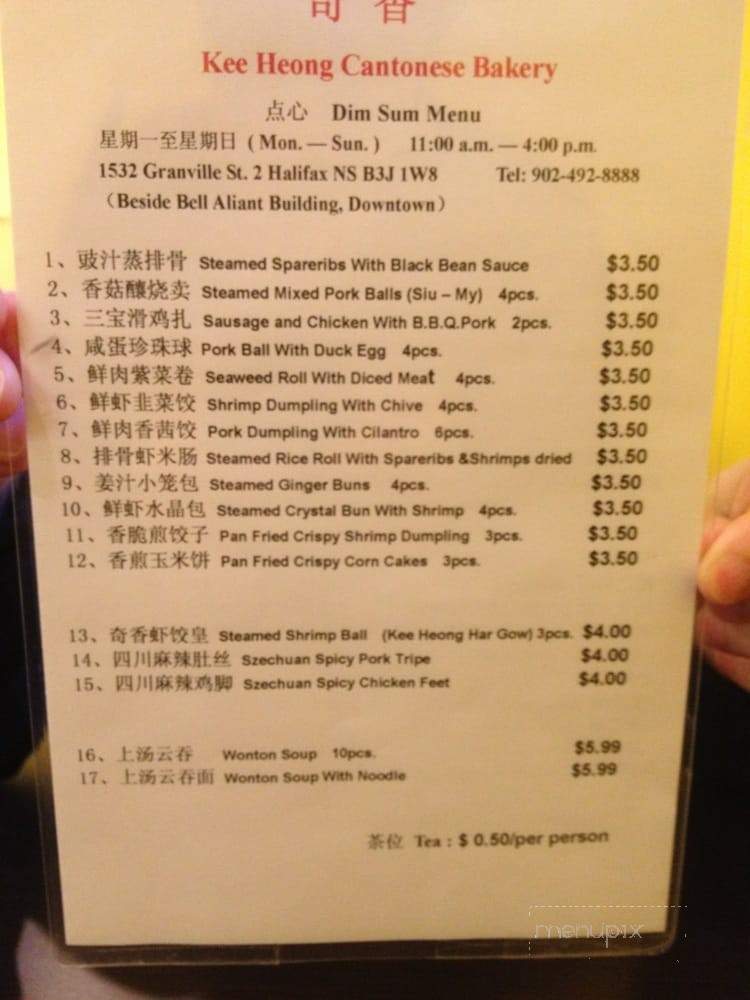 奇香
Kee Heong Cantonese Bakery
点心 Dim Sum Menu
星期一至星期日 ( Mon. — Sun. ) 11:00 a.m. — 4:00 p.m.
1532 Granville St. 2 Halifax NS B3J 1W8 Tel: 902-492-8888
（Beside Bell Aliant Building, Downtown）
1、豉汁蒸排骨 Steamed Spareribs With Black Bean Sauce $3.50
2、香菇釀烧卖 Steamed Mixed Pork Balls (Siu – My) 4pcs. $3.50
3、三宝滑鸡扎 Sausage and Chicken With B.B.Q.Pork 2pcs. $3.50
4、咸蛋珍珠球 Pork Ball With Duck Egg 4pcs. $3.50
5、鲜肉紫菜卷 Seaweed Roll With Diced Meat 4pcs. $3.50
6、鲜虾韭菜饺 Shrimp Dumpling With Chive 4pcs. $3.50
7、鲜肉香茜饺 Pork Dumpling With Cilantro 6pcs. $3.50
8、排骨虾米肠 Steamed Rice Roll With Spareribs &Shrimps dried $3.50
9、姜汁小笼包 Steamed Ginger Buns 4pcs. $3.50
10、鲜虾水晶包 Steamed Crystal Bun With Shrimp 4pcs. $3.50
11、香脆煎饺子 Pan Fried Crispy Shrimp Dumpling 3pcs. $3.50
12、香煎玉米饼 Pan Fried Crispy Corn Cakes 3pcs. $3.50
13、奇香虾饺皇 Steamed Shrimp Ball (Kee Heong Har Gow) 3pcs. $4.00
14、四川麻辣肚丝 Szechuan Spicy Pork Tripe $4.00
15、四川麻辣鸡脚 Szechuan Spicy Chicken Feet $4.00
16、上汤云吞 Wonton Soup 10pcs. $5.99
17、上汤云吞面 Wonton Soup With Noodle $5.99
茶位 Tea : $ 0.50/per person
menupix